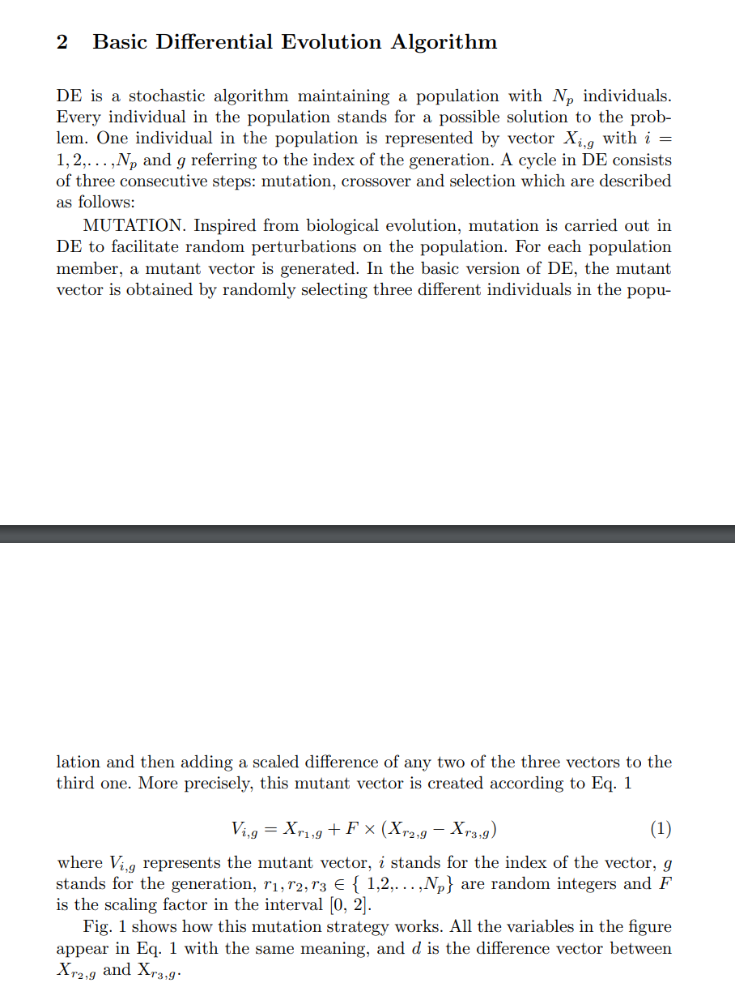 2 Basic Differential Evolution Algorithm
DE is a stochastic algorithm maintaining a population with $N_p$ individuals.
Every individual in the population stands for a possible solution to the prob-
lem. One individual in the population is represented by vector $X_{i,g}$ with $i =$
$1, 2, \ldots, N_p$ and $g$ referring to the index of the generation. A cycle in DE consists
of three consecutive steps: mutation, crossover and selection which are described
as follows:
MUTATION. Inspired from biological evolution, mutation is carried out in
DE to facilitate random perturbations on the population. For each population
member, a mutant vector is generated. In the basic version of DE, the mutant
vector is obtained by randomly selecting three different individuals in the popu-
lation and then adding a scaled difference of any two of the three vectors to the
third one. More precisely, this mutant vector is created according to Eq. 1
$V_{i,g} = X_{r_1,g} + F \times (X_{r_2,g} - X_{r_3,g})$ (1)
where $V_{i,g}$ represents the mutant vector, $i$ stands for the index of the vector, $g$
stands for the generation, $r_1, r_2, r_3 \in \{ 1,2,\ldots,N_p\}$ are random integers and $F$
is the scaling factor in the interval [0, 2].
Fig. 1 shows how this mutation strategy works. All the variables in the figure
appear in Eq. 1 with the same meaning, and $d$ is the difference vector between
$X_{r_2,g}$ and $\mathrm{X}_{r_3,g}$.